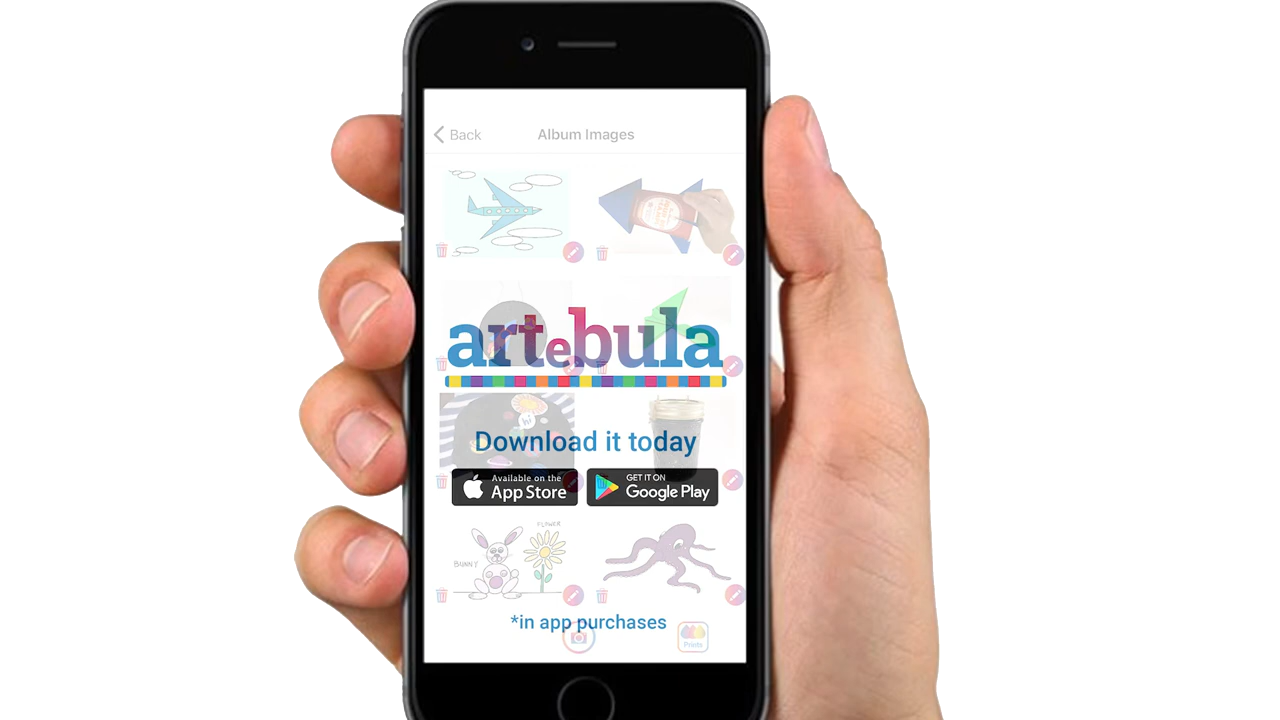 Back
Album Images
artebula
Download it today
Available on the
App Store
GET IT ON
Google Play
hi
FLOWER
BUNNY
*in app purchases
Prints